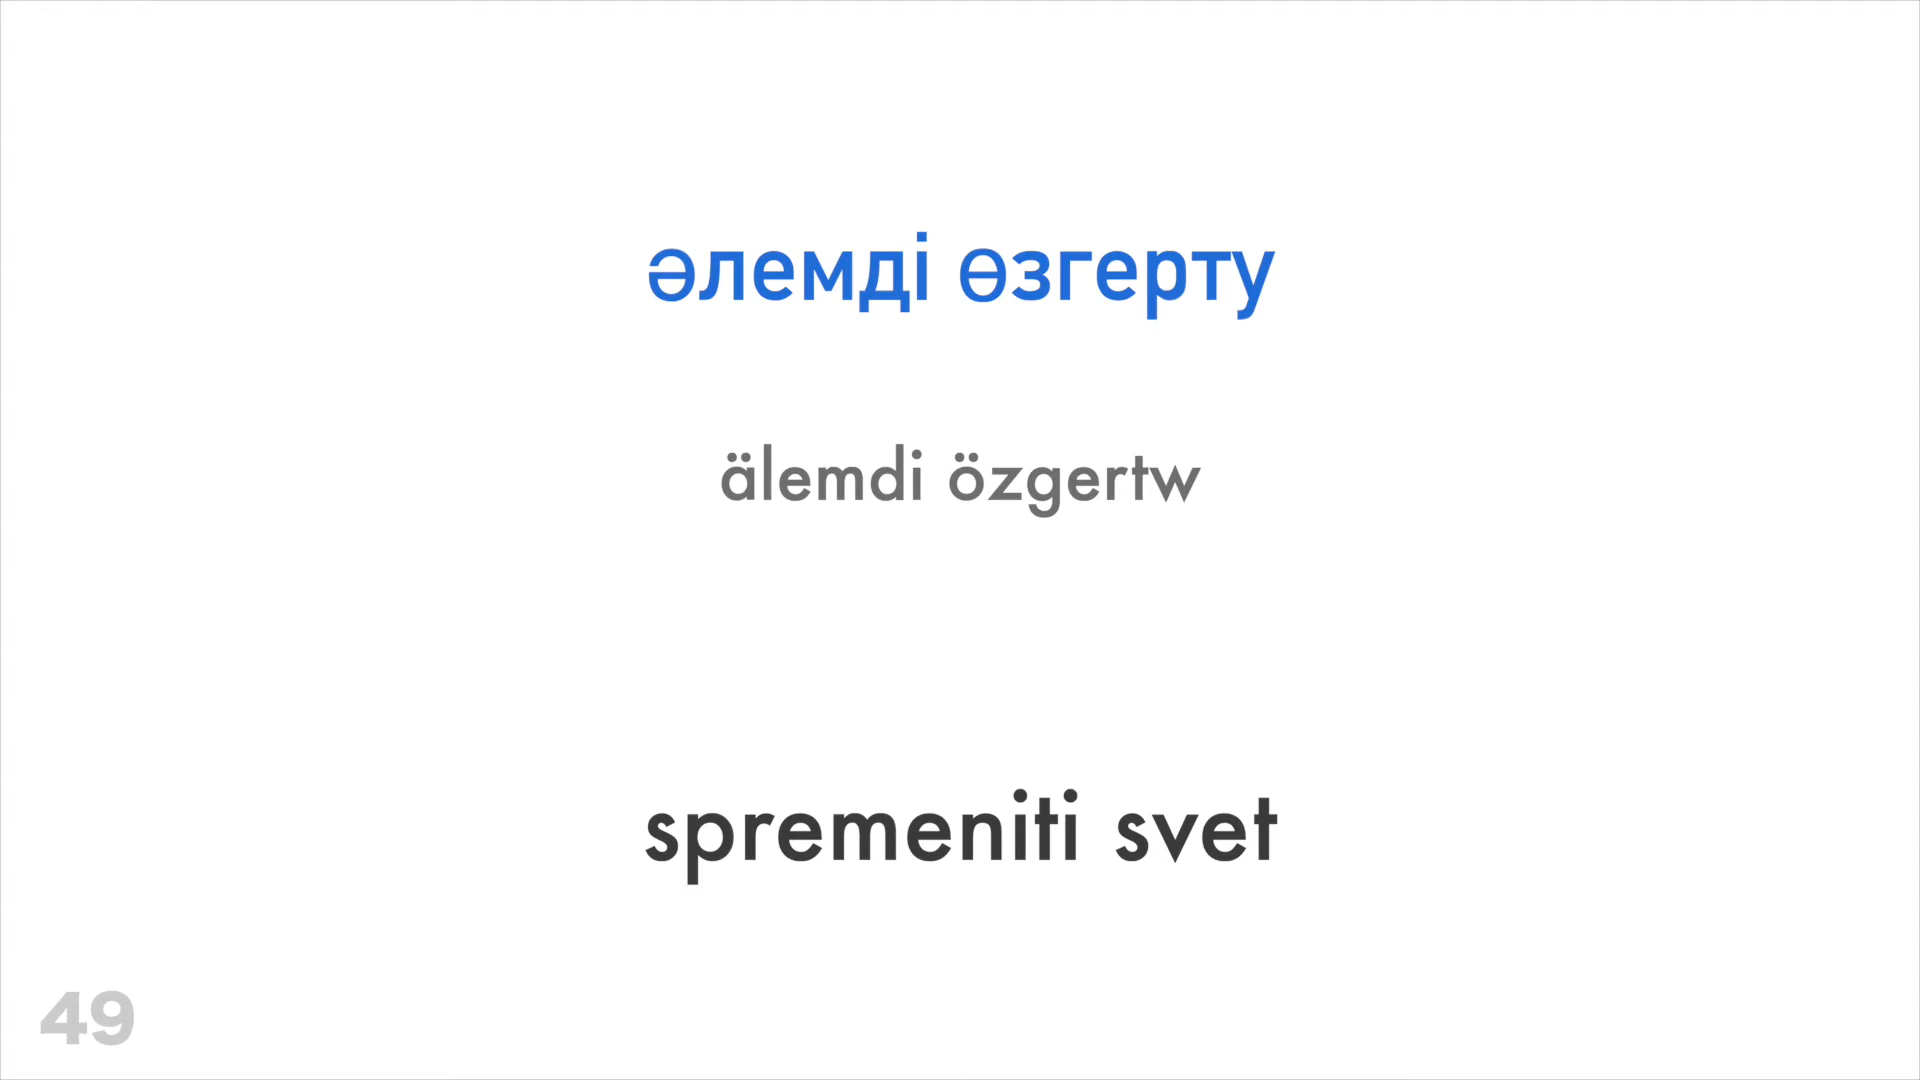 әлемді өзгерту
älemdi özgertw
spremeniti svet
49